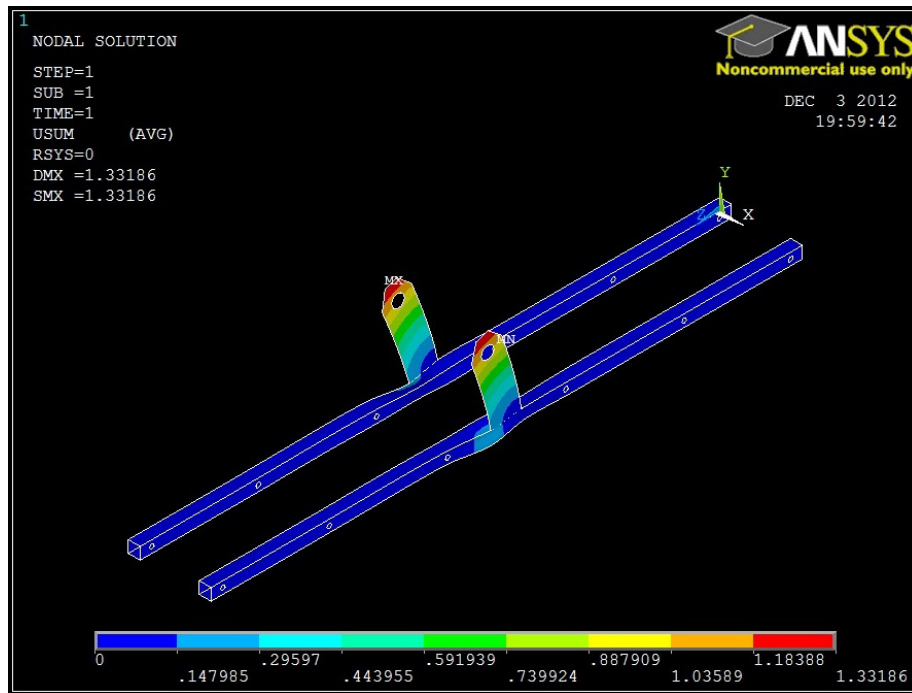 1
NODAL SOLUTION
STEP=1
SUB =1
TIME=1
USUM (AVG)
RSYS=0
DMX =1.33186
SMX =1.33186
ANSYS
Noncommercial use only
DEC 3 2012
19:59:42
Y
Z X
MX
MN
0 .29597 .591939 .887909 1.18388
.147985 .443955 .739924 1.03589 1.33186